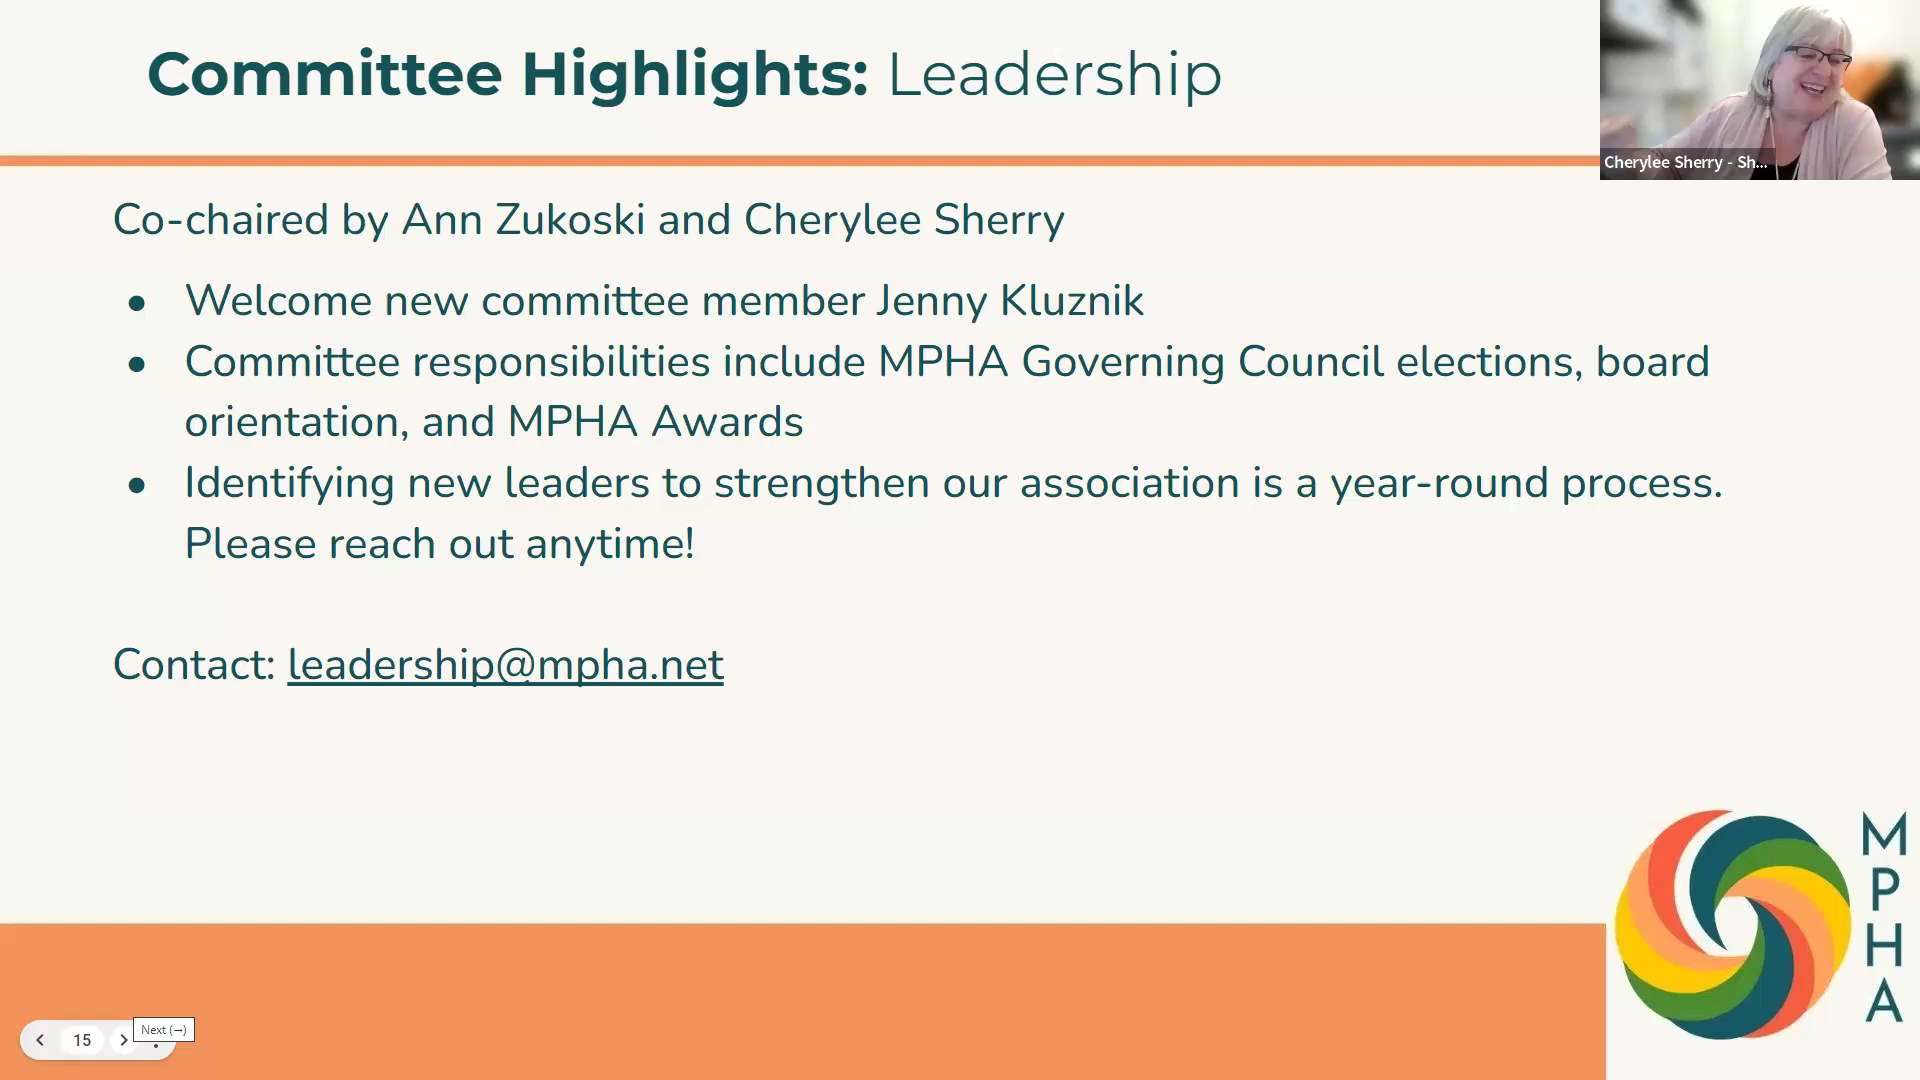 Committee Highlights: Leadership
Cherylee Sherry - Sh...
Co-chaired by Ann Zukoski and Cherylee Sherry
● Welcome new committee member Jenny Kluznik
● Committee responsibilities include MPHA Governing Council elections, board
orientation, and MPHA Awards
● Identifying new leaders to strengthen our association is a year-round process.
Please reach out anytime!
Contact: leadership@mpha.net
M
P
H
A
Next (→)
15